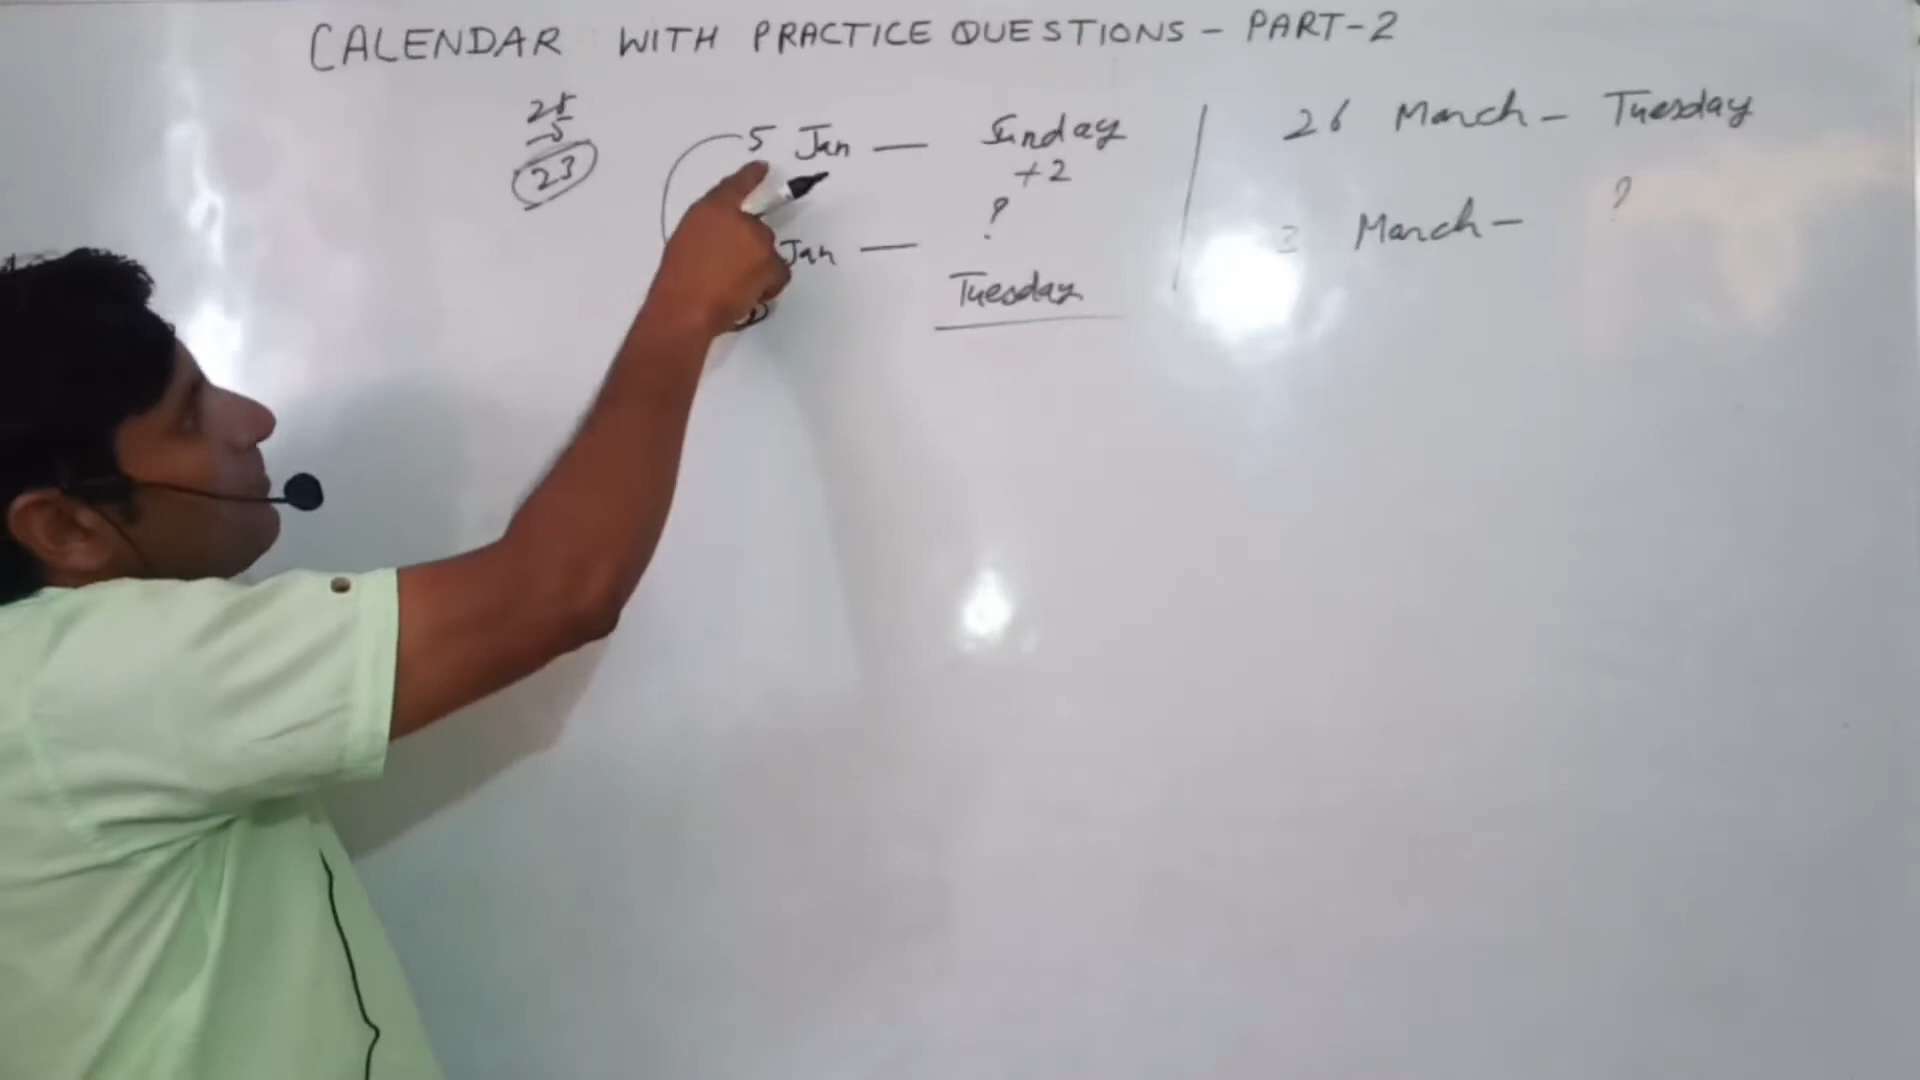 CALENDAR WITH PRACTICE QUESTIONS - PART-2
28
-5
23
5 Jan — Sunday
+2
?
Jan —
Tuesday
26 March - Tuesday
3 March - ?